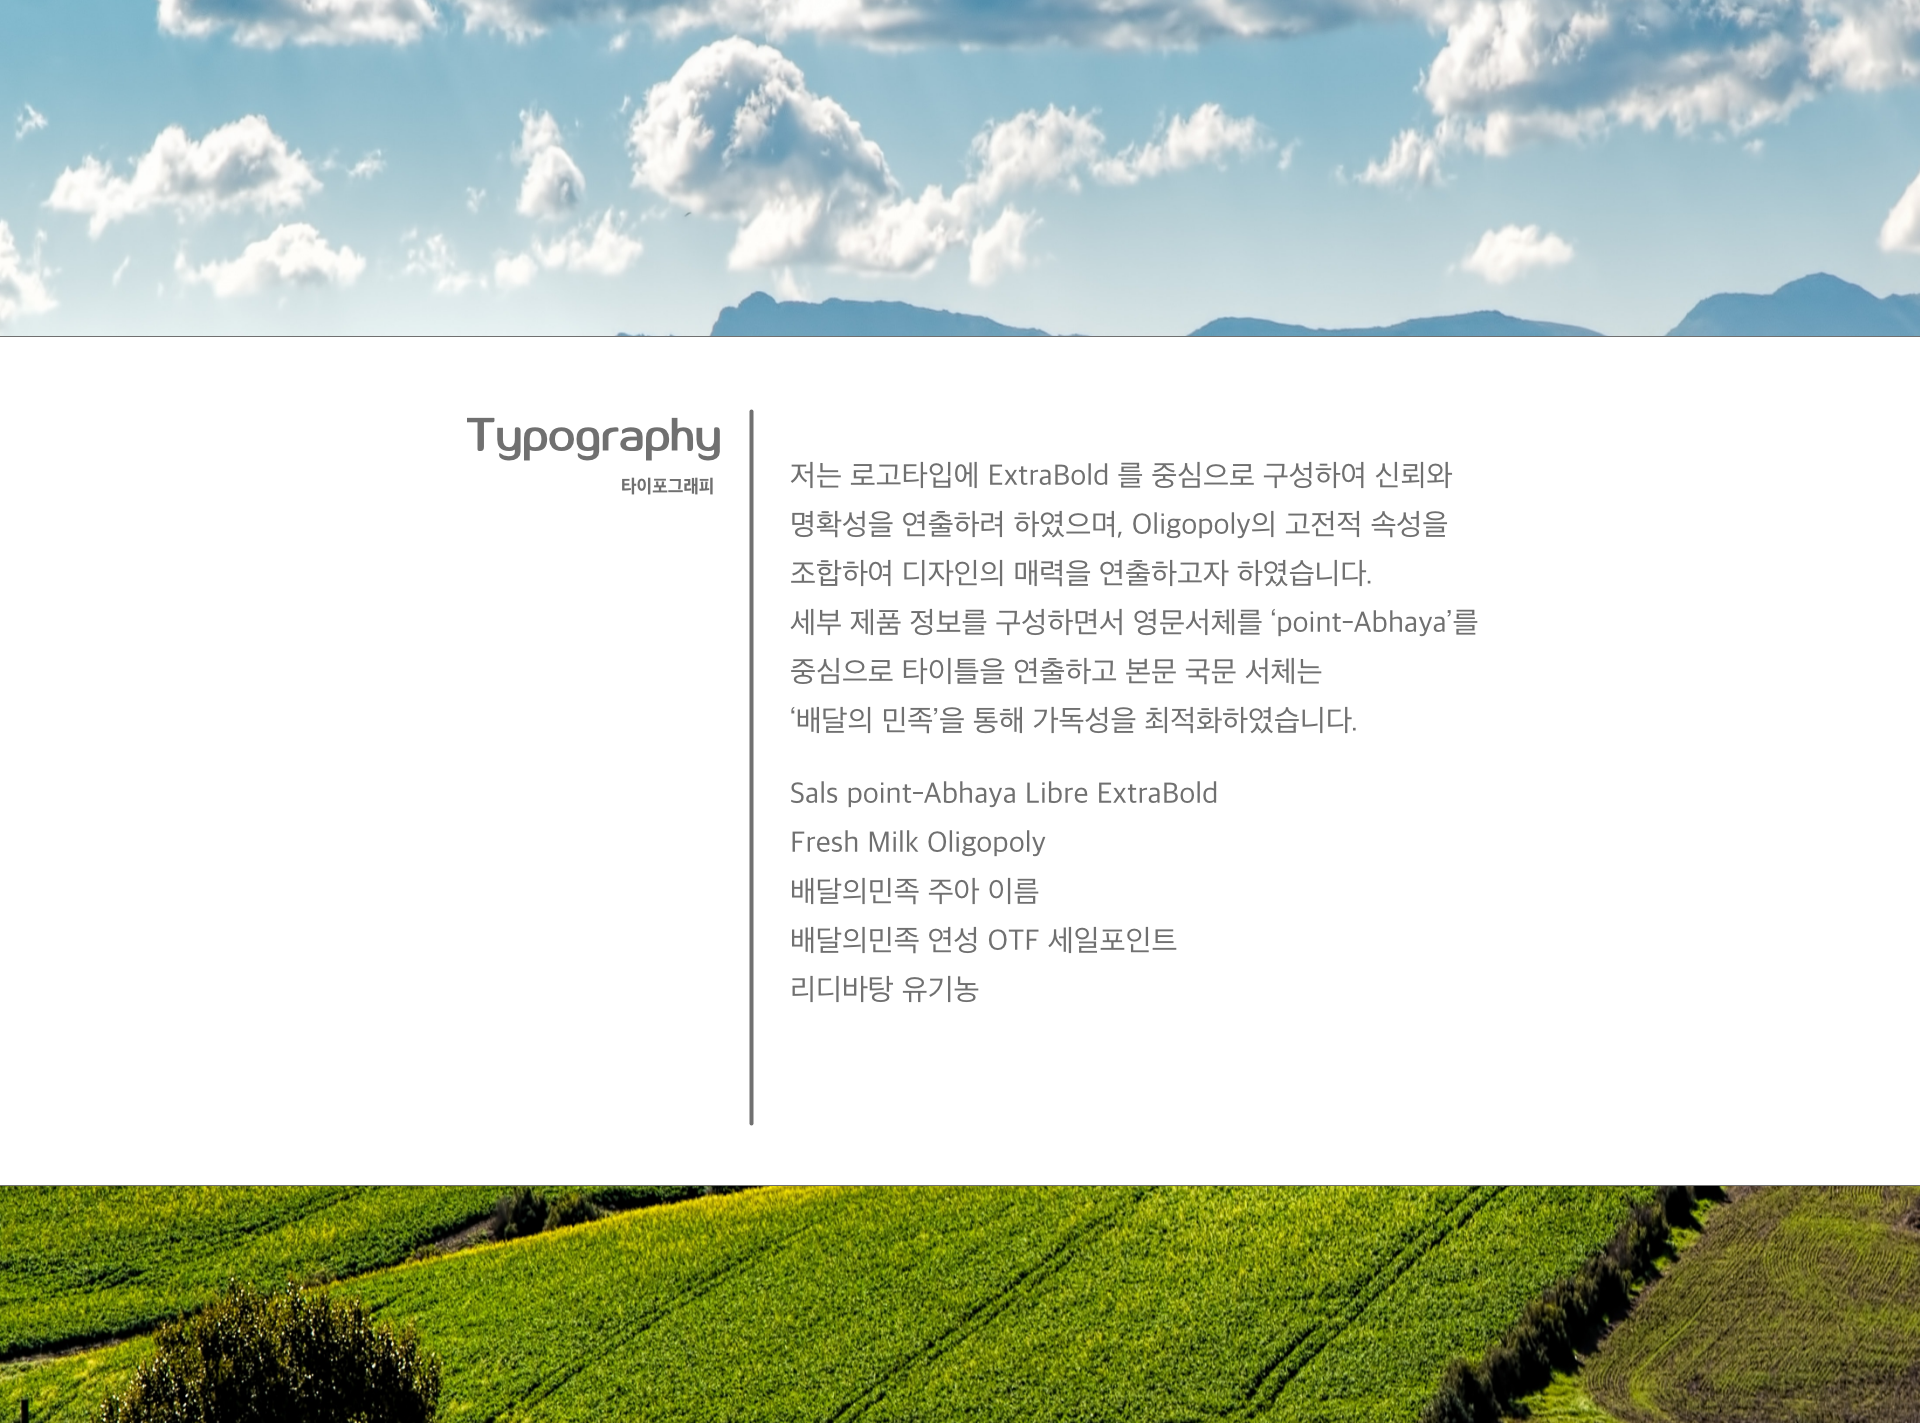 Typography
타이포그래피
저는 로고타입에 ExtraBold 를 중심으로 구성하여 신뢰와
명확성을 연출하려 하였으며, Oligopoly의 고전적 속성을
조합하여 디자인의 매력을 연출하고자 하였습니다.
세부 제품 정보를 구성하면서 영문서체를 ‘point-Abhaya’를
중심으로 타이틀을 연출하고 본문 국문 서체는
‘배달의 민족’을 통해 가독성을 최적화하였습니다.
Sals point-Abhaya Libre ExtraBold
Fresh Milk Oligopoly
배달의민족 주아 이름
배달의민족 연성 OTF 세일포인트
리디바탕 유기농